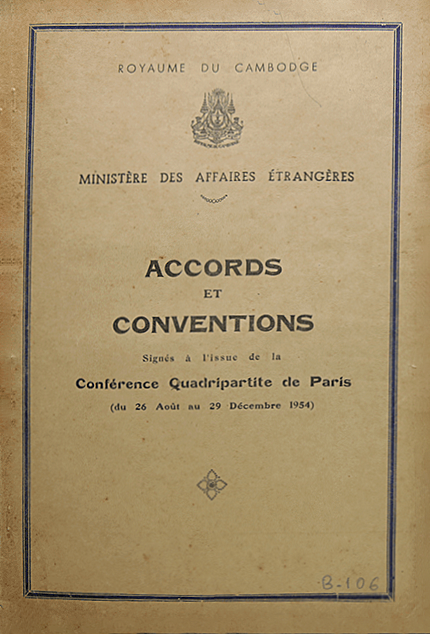 ROYAUME DU CAMBODGE
MINISTÈRE DES AFFAIRES ÉTRANGÈRES
ACCORDS
ET
CONVENTIONS
Signés à l'issue de la
Conférence Quadripartite de Paris
(du 26 Août au 29 Décembre 1954)
B-106